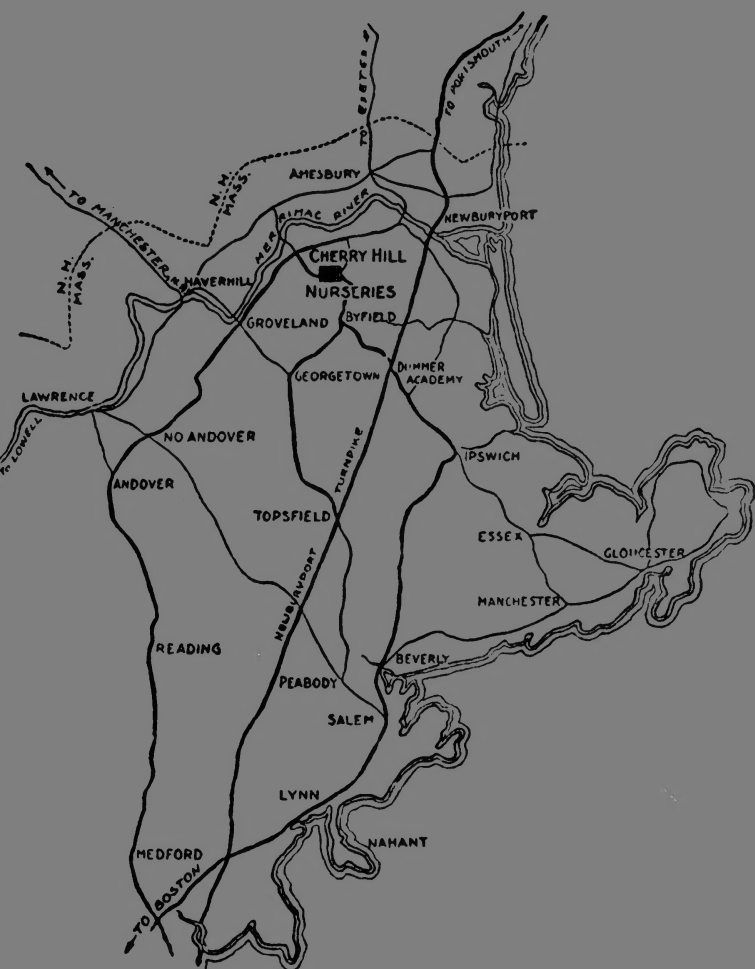 TO PORTSMOUTH
TO EXETER
AMESBURY
N.H.
MASS.
MERRIMAC RIVER
NEWBURYPORT
TO MANCHESTER, N.H.
CHERRY HILL
NURSERIES
HAVERHILL
N.H.
MASS.
GROVELAND
BYFIELD
GEORGETOWN
DUMMER
ACADEMY
LAWRENCE
TO LOWELL
NO ANDOVER
ANDOVER
IPSWICH
NEWBURYPORT TURNPIKE
TOPSFIELD
ESSEX
GLOUCESTER
MANCHESTER
READING
BEVERLY
PEABODY
SALEM
LYNN
NAHANT
MEDFORD
TO BOSTON